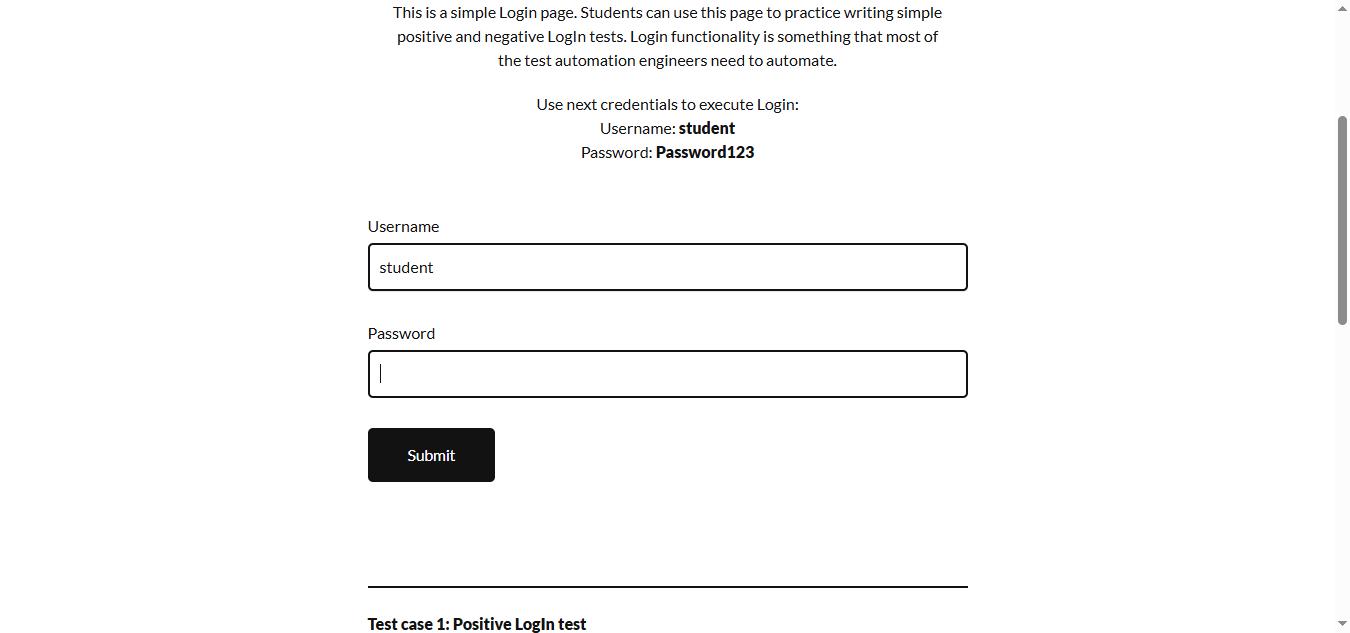 This is a simple Login page. Students can use this page to practice writing simple
positive and negative LogIn tests. Login functionality is something that most of
the test automation engineers need to automate.
Use next credentials to execute Login:
Username: student
Password: Password123
Username
student
Password
Submit
Test case 1: Positive LogIn test